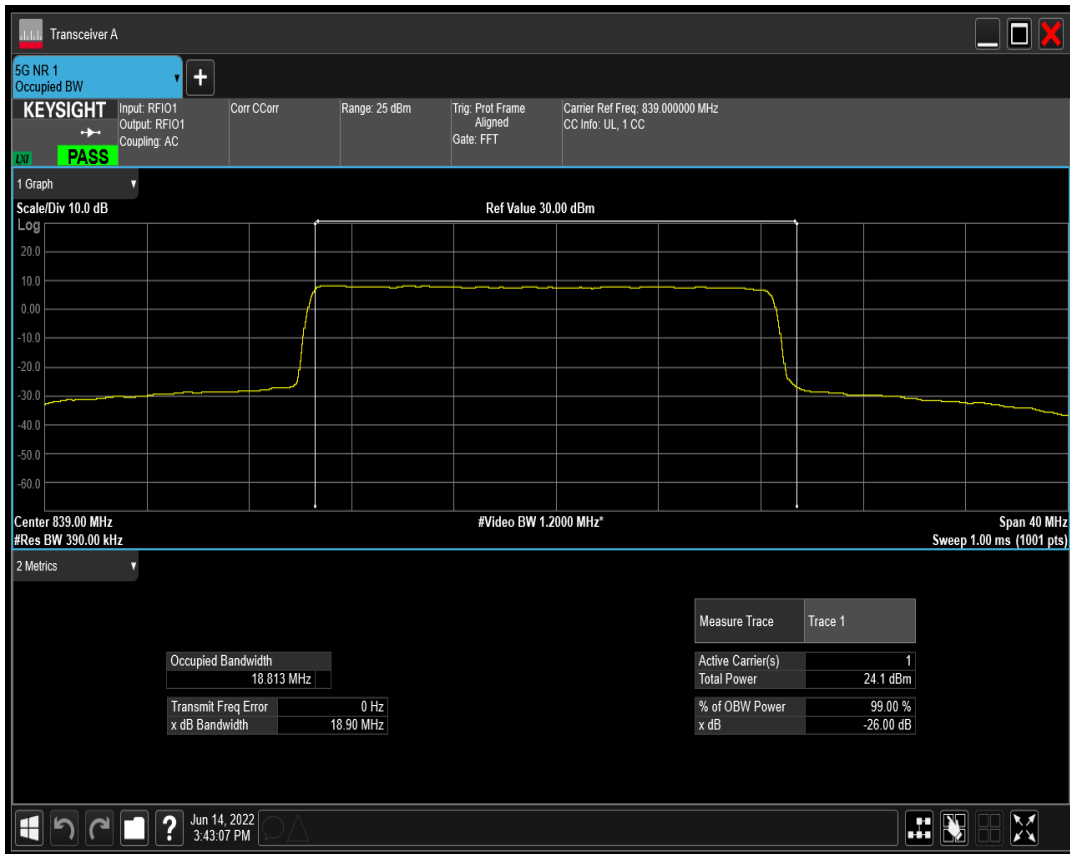 Transceiver A
5G NR 1
Occupied BW
+
KEYSIGHT
LXI
PASS
Input: RFIO1
Output: RFIO1
Coupling: AC
Corr CCorr
Range: 25 dBm
Trig: Prot Frame
Aligned
Gate: FFT
Carrier Ref Freq: 839.000000 MHz
CC Info: UL, 1 CC
1 Graph
Scale/Div 10.0 dB
Ref Value 30.00 dBm
Log
20.0
10.0
0.00
-10.0
-20.0
-30.0
-40.0
-50.0
-60.0
Center 839.00 MHz
#Video BW 1.2000 MHz*
Span 40 MHz
#Res BW 390.00 kHz
Sweep 1.00 ms (1001 pts)
2 Metrics
Measure Trace Trace 1
Occupied Bandwidth
18.813 MHz
Active Carrier(s) 1
Total Power 24.1 dBm
Transmit Freq Error 0 Hz
x dB Bandwidth 18.90 MHz
% of OBW Power 99.00 %
x dB -26.00 dB
?
Jun 14, 2022
3:43:07 PM